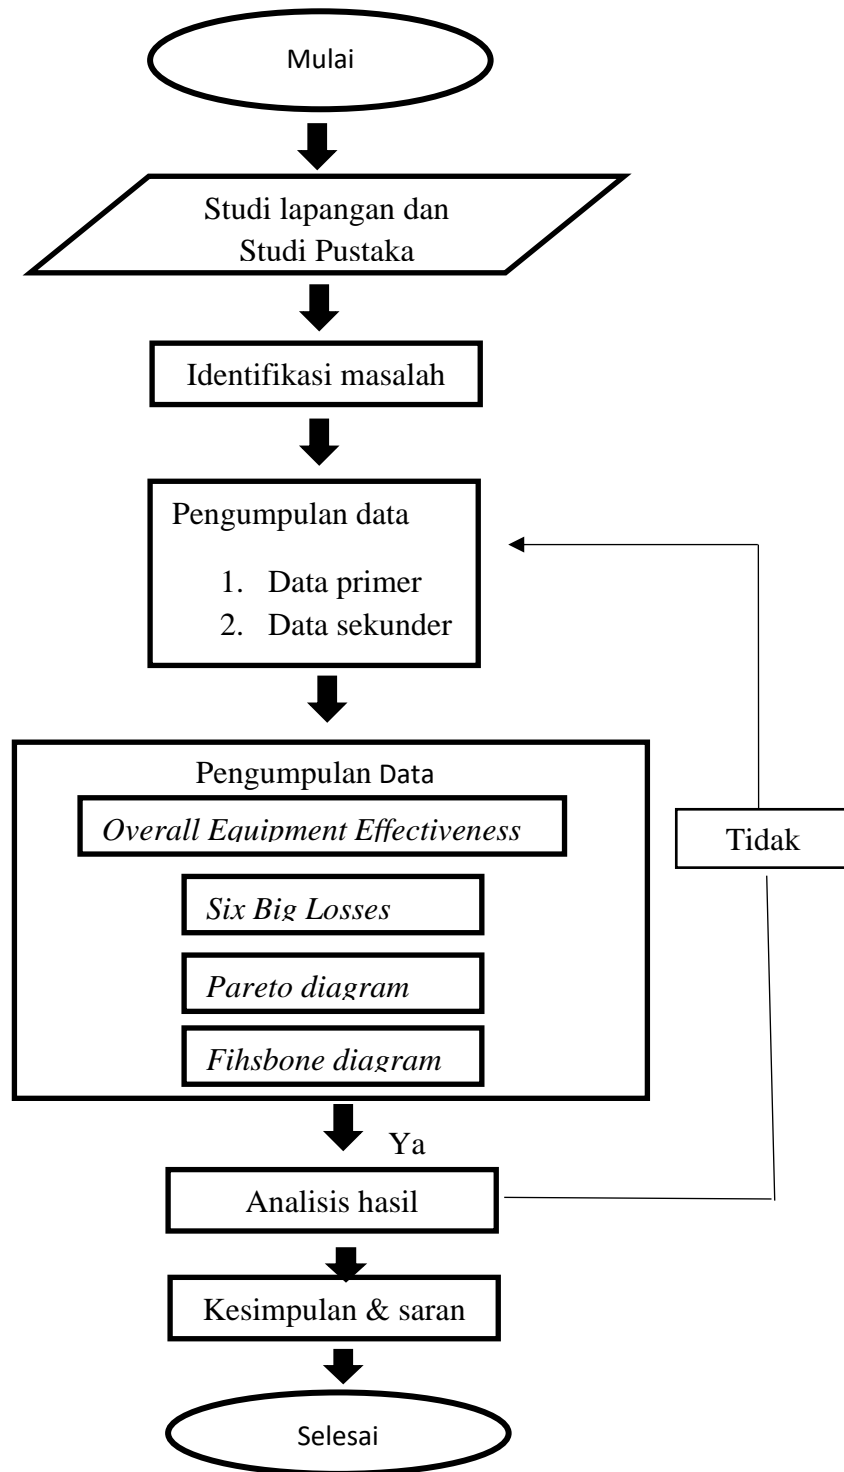 Mulai
Studi lapangan dan
Studi Pustaka
Identifikasi masalah
Pengumpulan data
1. Data primer
2. Data sekunder
Pengumpulan Data
Overall Equipment Effectiveness
Six Big Losses
Pareto diagram
Fihsbone diagram
Tidak
Ya
Analisis hasil
Kesimpulan & saran
Selesai